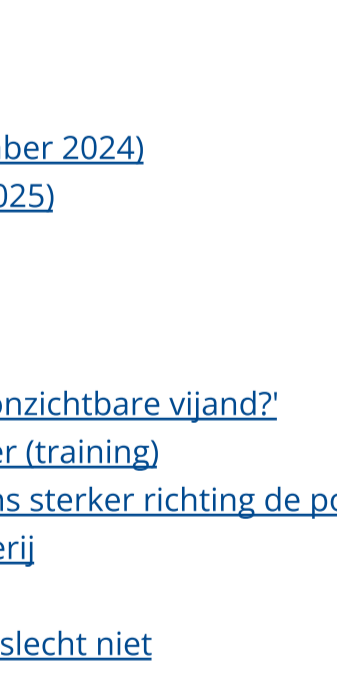 ber 2024)
025)
onzichtbare vijand?'
er (training)
ns sterker richting de po
erij
slecht niet